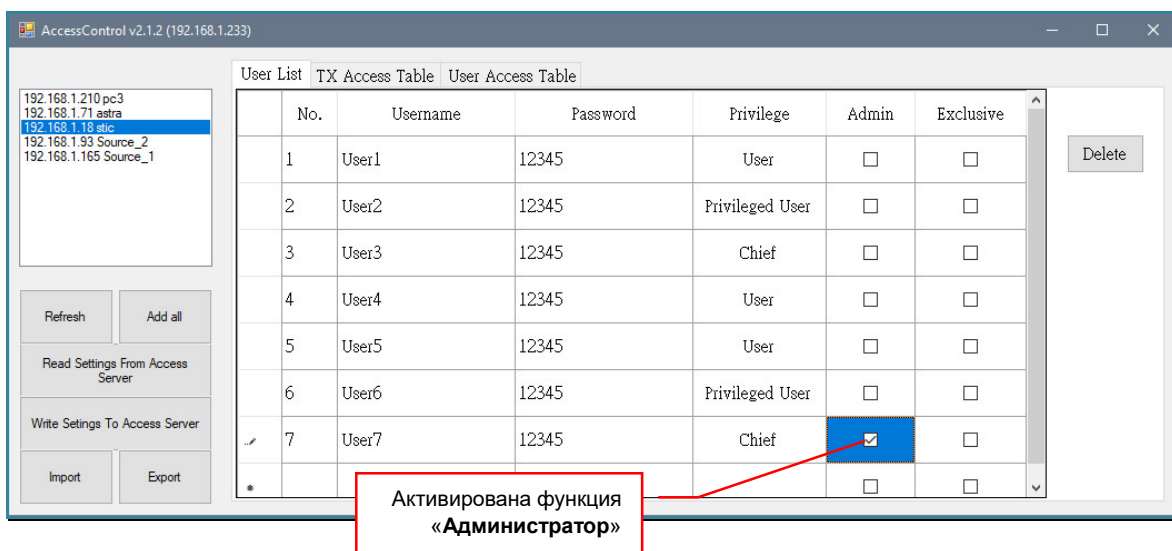 AccessControl v2.1.2 (192.168.1.233)
User List TX Access Table User Access Table
192.168.1.210 pc3
192.168.1.71 astra
192.168.1.18 stic
192.168.1.93 Source_2
192.168.1.165 Source_1
Refresh Add all
Read Settings From Access
Server
Write Setings To Access Server
Import Export
No. Username Password Privilege Admin Exclusive
1 User1 12345 User
2 User2 12345 Privileged User
3 User3 12345 Chief
4 User4 12345 User
5 User5 12345 User
6 User6 12345 Privileged User
7 User7 12345 Chief
Delete
Активирована функция
«Администратор»